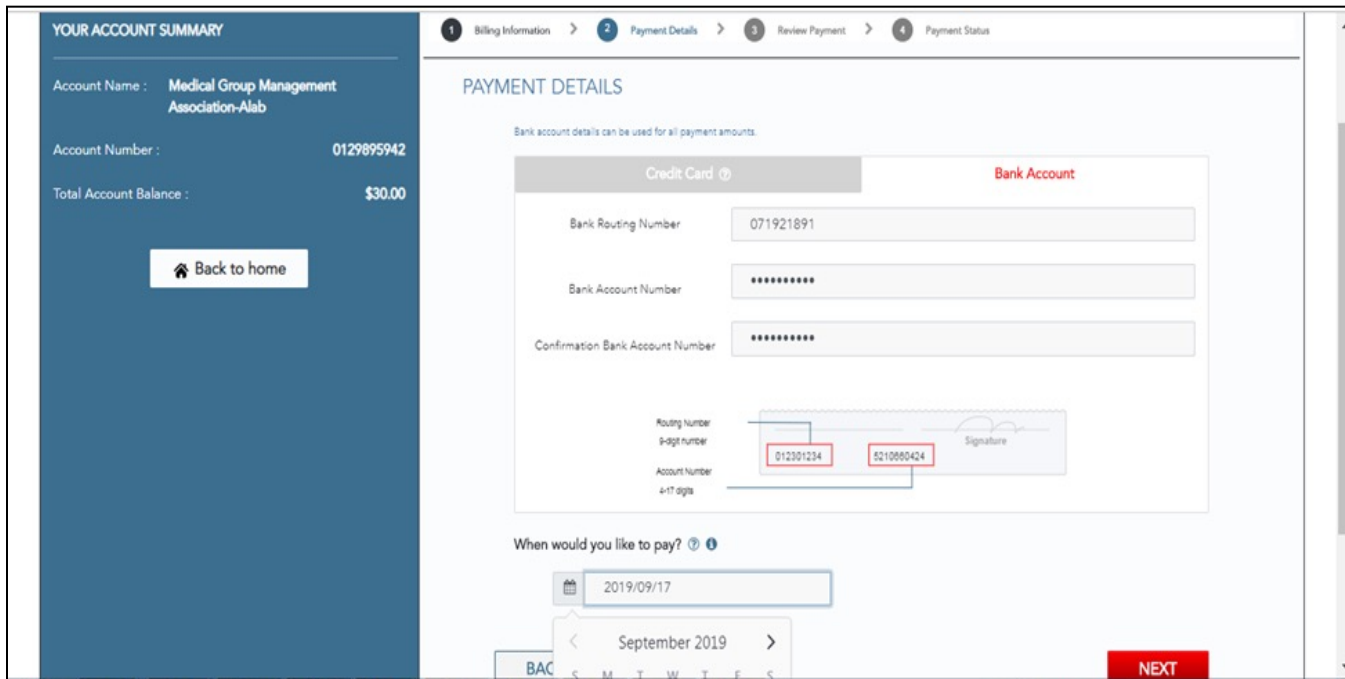 YOUR ACCOUNT SUMMARY
Account Name :
Medical Group Management
Association-Alab
Account Number :
0129895942
Total Account Balance :
$30.00
Back to home
1 Billing Information > 2 Payment Details > 3 Review Payment > 4 Payment Status
PAYMENT DETAILS
Bank account details can be used for all payment amounts.
Credit Card ?
Bank Account
Bank Routing Number
071921891
Bank Account Number
••••••••••
Confirmation Bank Account Number
••••••••••
Routing Number
9-digit number
Account Number
4-17 digits
012301234
5210660424
Signature
When would you like to pay? ? i
2019/09/17
< September 2019 >
S M T W T F S
BAC
NEXT